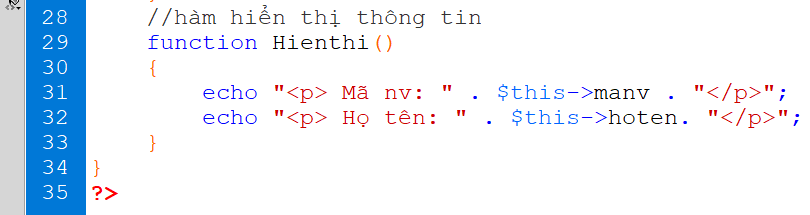 28 //hàm hiển thị thông tin
29 function Hienthi()
30 {
31 echo "<p> Mã nv: " . $this->manv . "</p>";
32 echo "<p> Họ tên: " . $this->hoten. "</p>";
33 }
34 }
35 ?>